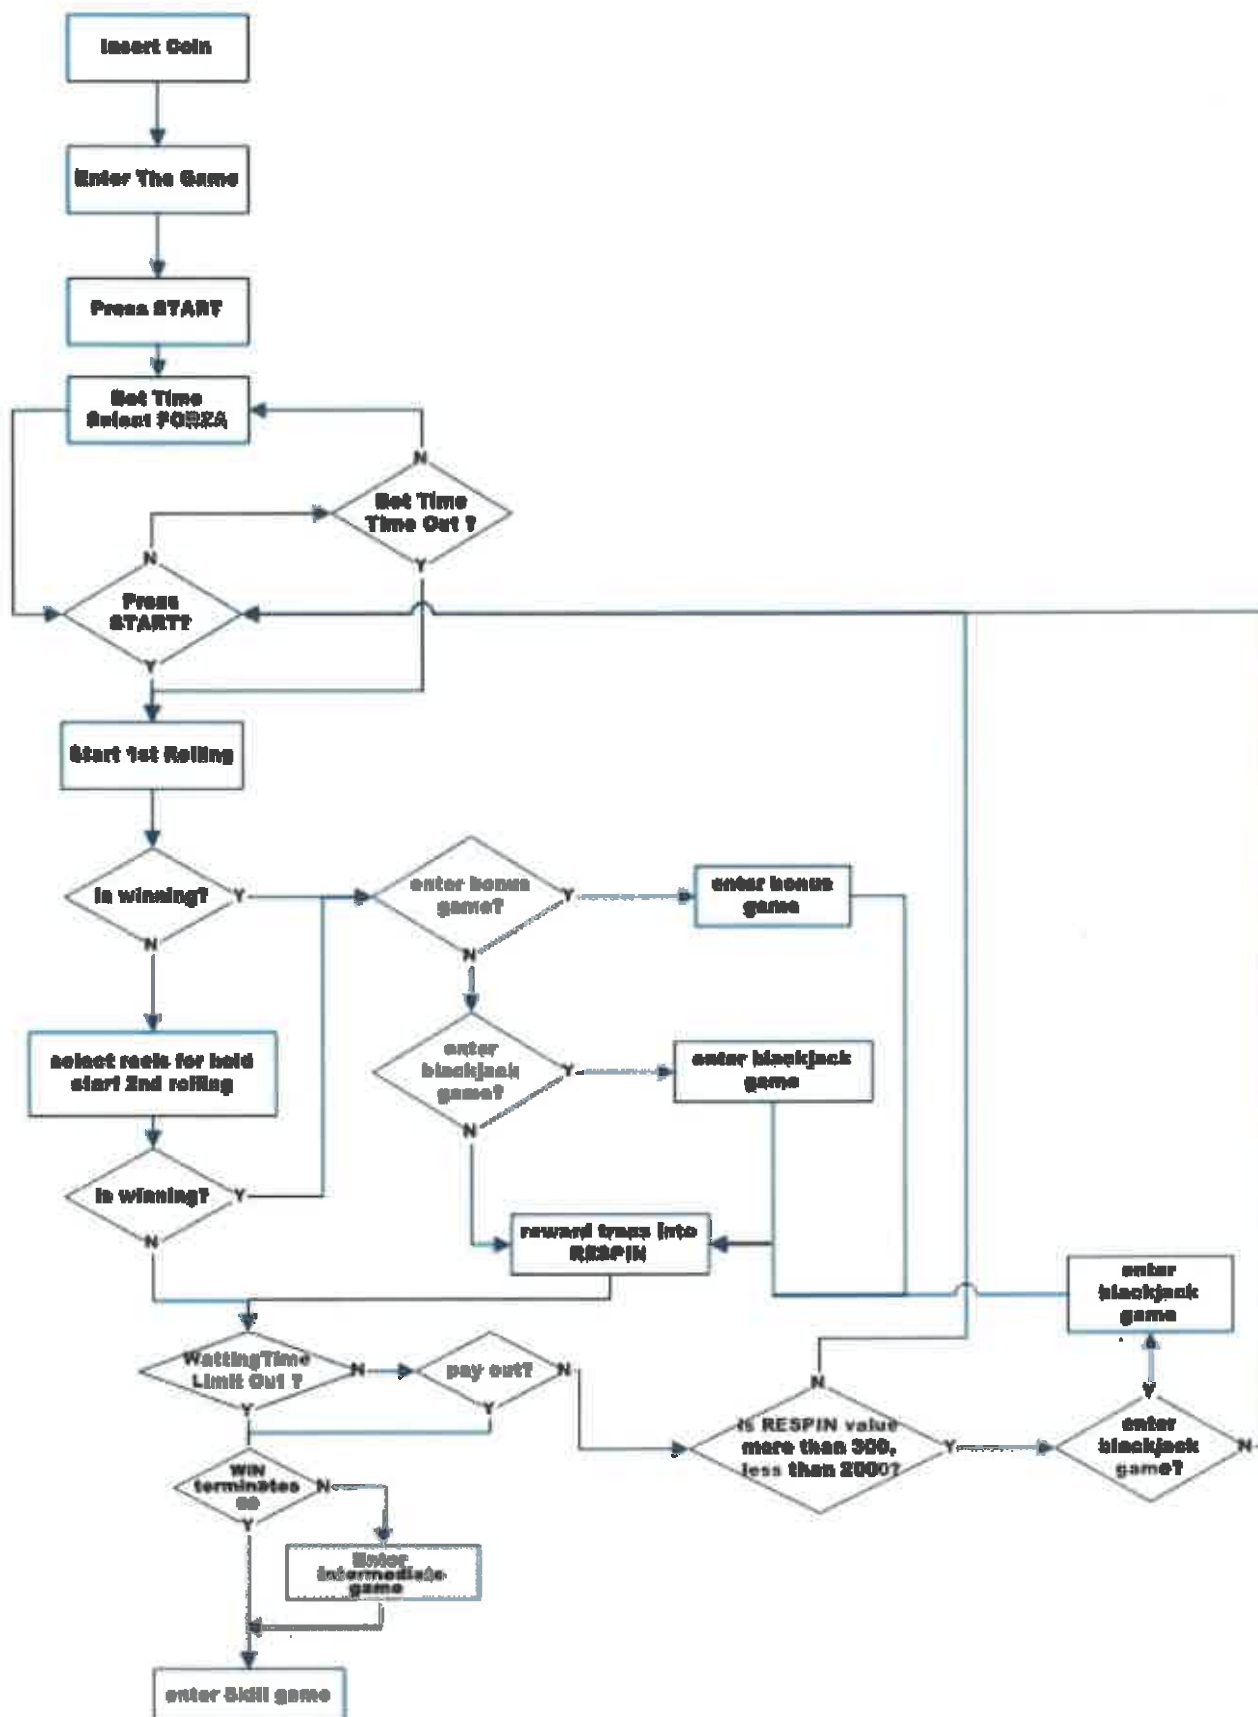 Insert Coin
Enter The Game
Press START
Bet Time
Select FORZA
N
Bet Time
Time Out ?
Y
N
Press
START?
Y
Start 1st Rolling
is winning?
Y
N
enter bonus
game?
Y
N
enter bonus
game
select reels for hold
start 2nd rolling
enter
blackjack
game?
Y
N
enter blackjack
game
is winning?
Y
N
reward trans into
RESPIN
enter
blackjack
game
WattingTime
Limit Out ?
N
Y
pay out?
N
Y
N
is RESPIN value
more than 300,
less than 2000?
Y
Y
enter
blackjack
game?
N
WIN
terminates
N
Y
Enter
intermediate
game
enter Skill game